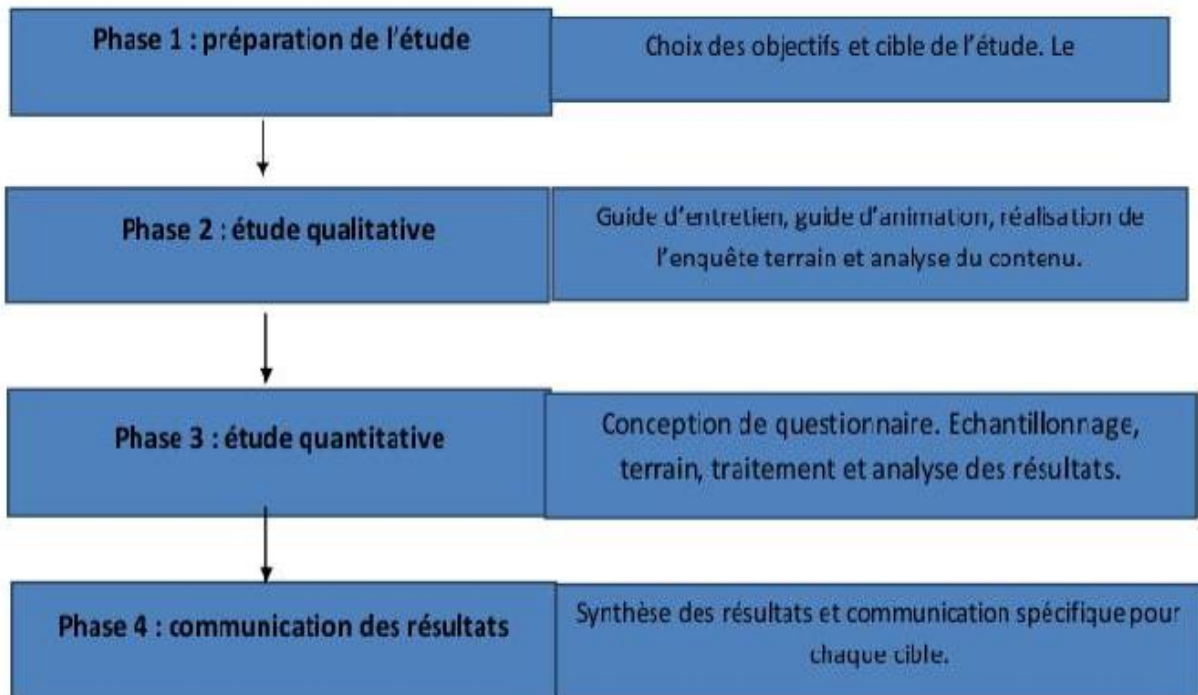 Phase 1 : préparation de l'étude
Choix des objectifs et cible de l'étude. Le
Phase 2 : étude qualitative
Guide d'entretien, guide d'animation, réalisation de
l'enquête terrain et analyse du contenu.
Phase 3 : étude quantitative
Conception de questionnaire. Echantillonnage,
terrain, traitement et analyse des résultats.
Phase 4 : communication des résultats
Synthèse des résultats et communication spécifique pour
chaque cible.